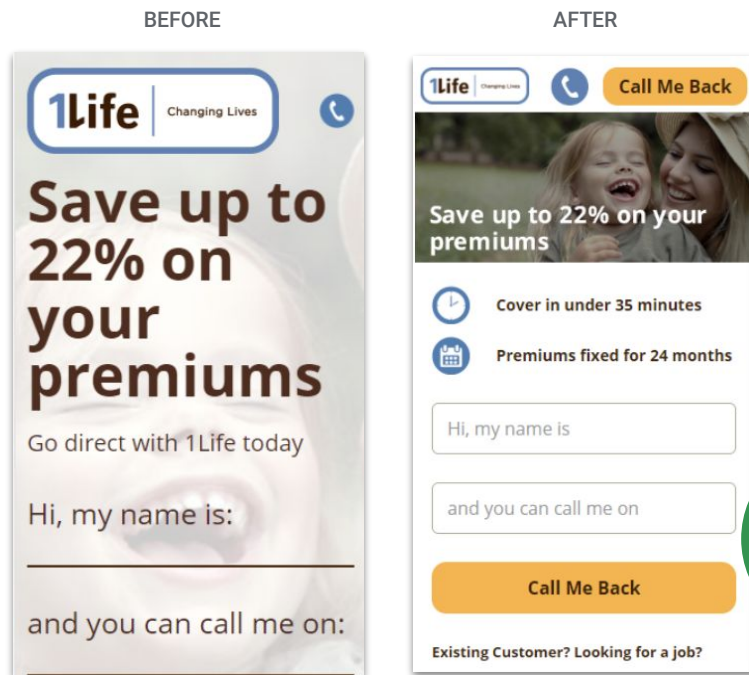 BEFORE
1Life
Changing Lives
Save up to
22% on
your
premiums
Go direct with 1Life today
Hi, my name is:
and you can call me on:
AFTER
1Life
Changing Lives
Call Me Back
Save up to 22% on your
premiums
Cover in under 35 minutes
Premiums fixed for 24 months
Hi, my name is
and you can call me on
Call Me Back
Existing Customer? Looking for a job?